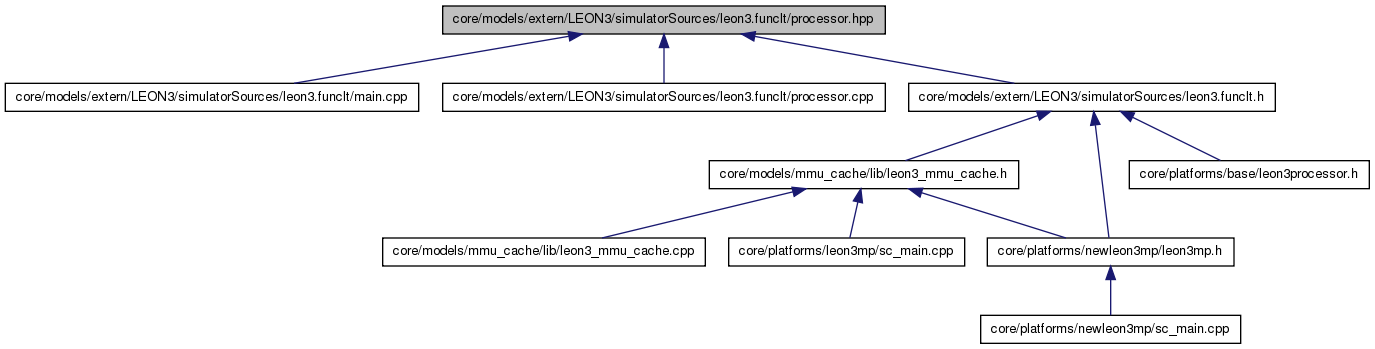 core/models/extern/LEON3/simulatorSources/leon3.funclt/processor.hpp
core/models/extern/LEON3/simulatorSources/leon3.funclt/main.cpp
core/models/extern/LEON3/simulatorSources/leon3.funclt/processor.cpp
core/models/extern/LEON3/simulatorSources/leon3.funclt.h
core/models/mmu_cache/lib/leon3_mmu_cache.h
core/platforms/base/leon3processor.h
core/models/mmu_cache/lib/leon3_mmu_cache.cpp
core/platforms/leon3mp/sc_main.cpp
core/platforms/newleon3mp/leon3mp.h
core/platforms/newleon3mp/sc_main.cpp